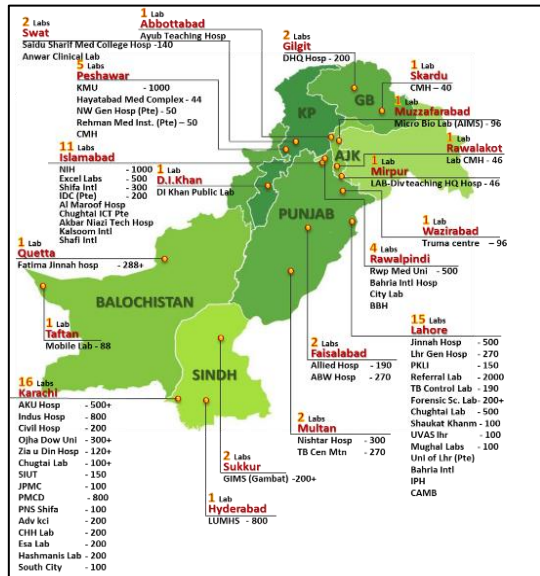 2 Labs
Swat
Saidu Sharif Med College Hosp -140
Anwar Clinical Lab
1 Lab
Abbottabad
Ayub Teaching Hosp
2 Labs
Gilgit
DHQ Hosp - 200
1 Lab
Skardu
CMH – 40
5 Labs
Peshawar
KMU - 1000
Hayatabad Med Complex - 44
NW Gen Hosp (Pte) - 50
Rehman Med Inst. (Pte) – 50
CMH
1 Lab
Muzzafarabad
Micro Bio Lab (AIMS) - 96
1 Lab
Rawalakot
Lab CMH - 46
11 Labs
Islamabad
NIH - 1000
Excel Labs - 500
Shifa Intl - 300
IDC (Pte) - 200
Al Maroof Hosp
Chughtai ICT Pte
Akbar Niazi Tech Hosp
Kalsoom Intl
Shafi Intl
1 Lab
D.I.Khan
DI Khan Public Lab
1 Lab
Mirpur
LAB-Div teaching HQ Hosp - 46
1 Lab
Wazirabad
Truma centre – 96
4 Labs
Rawalpindi
Rwp Med Uni - 500
Bahria Intl Hosp
City Lab
BBH
KP
GB
AJK
PUNJAB
BALOCHISTAN
SINDH
1 Lab
Quetta
Fatima Jinnah hosp - 288+
1 Lab
Taftan
Mobile Lab - 88
15 Labs
Lahore
Jinnah Hosp - 500
Lhr Gen Hosp - 270
PKLI - 150
Referral Lab - 2000
TB Control Lab - 190
Forensic Sc. Lab- 200+
Chughtai Lab - 500
Shaukat Khanm - 100
UVAS lhr - 100
Mughal Labs - 100
Uni of Lhr (Pte)
Bahria Intl
IPH
CAMB
2 Labs
Faisalabad
Allied Hosp - 190
ABW Hosp - 270
2 Labs
Multan
Nishtar Hosp - 300
TB Cen Mtn - 270
16 Labs
Karachi
AKU Hosp - 500+
Indus Hosp - 800
Civil Hosp - 200
Ojha Dow Uni - 300+
Zia u Din Hosp - 120+
Chugtai Lab - 100+
SIUT - 150
JPMC - 100
PMCD - 800
PNS Shifa - 100
Adv kci - 200
CHH Lab - 200
Esa Lab - 200
Hashmanis Lab - 200
South City - 100
2 Labs
Sukkur
GIMS (Gambat) -200+
1 Lab
Hyderabad
LUMHS - 800